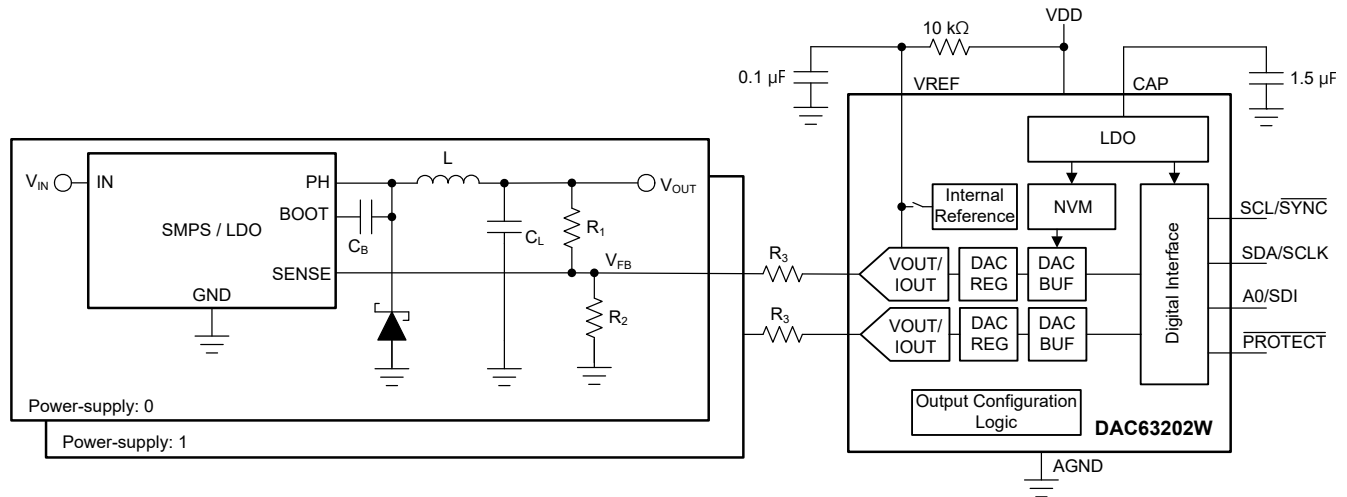 VDD
10 kΩ
0.1 µF
1.5 µF
VREF
CAP
LDO
L
V_IN
IN
PH
V_OUT
BOOT
SMPS / LDO
C_B
C_L
R_1
SENSE
V_FB
GND
R_2
Internal
Reference
NVM
SCL/S̅Y̅N̅C̅
R_3
VOUT/
IOUT
DAC
REG
DAC
BUF
Digital Interface
SDA/SCLK
A0/SDI
R_3
VOUT/
IOUT
DAC
REG
DAC
BUF
P̅R̅O̅T̅E̅C̅T̅
Output Configuration
Logic
DAC63202W
AGND
Power-supply: 0
Power-supply: 1